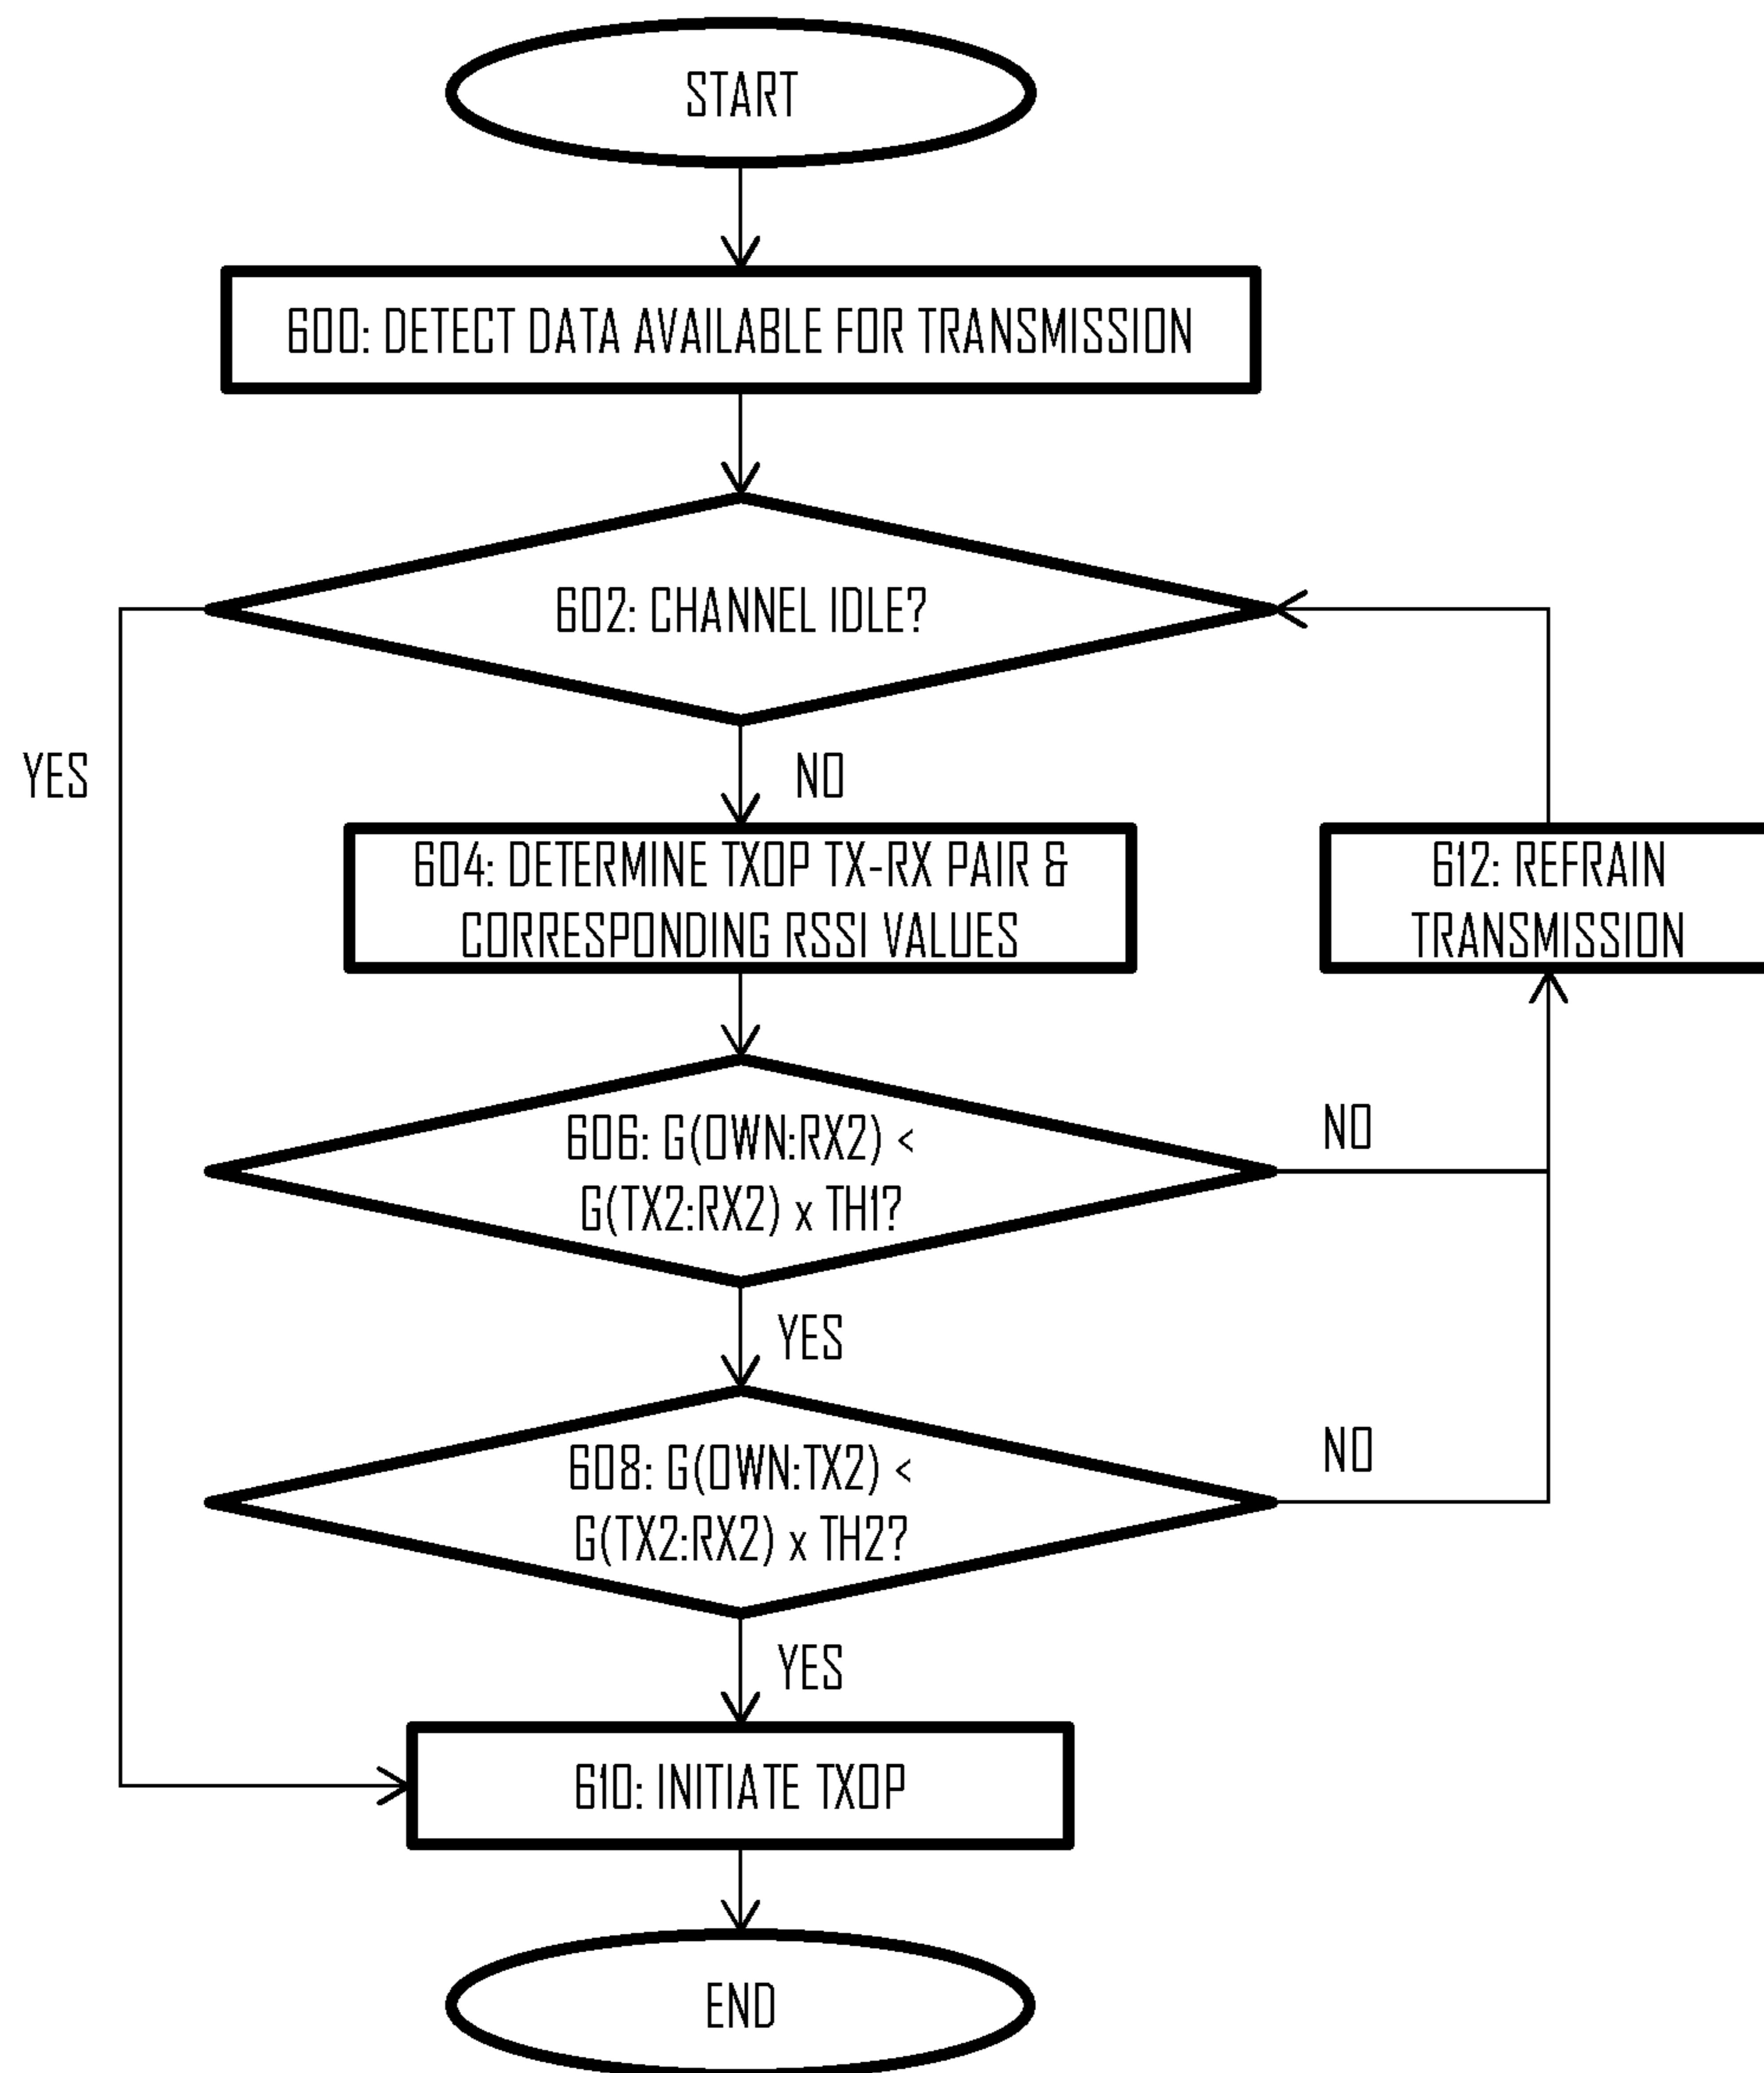 START
600: DETECT DATA AVAILABLE FOR TRANSMISSION
602: CHANNEL IDLE?
YES
NO
604: DETERMINE TXOP TX-RX PAIR &
CORRESPONDING RSSI VALUES
612: REFRAIN
TRANSMISSION
606: G(OWN:RX2) <
G(TX2:RX2) x TH1?
NO
YES
608: G(OWN:TX2) <
G(TX2:RX2) x TH2?
NO
YES
610: INITIATE TXOP
END